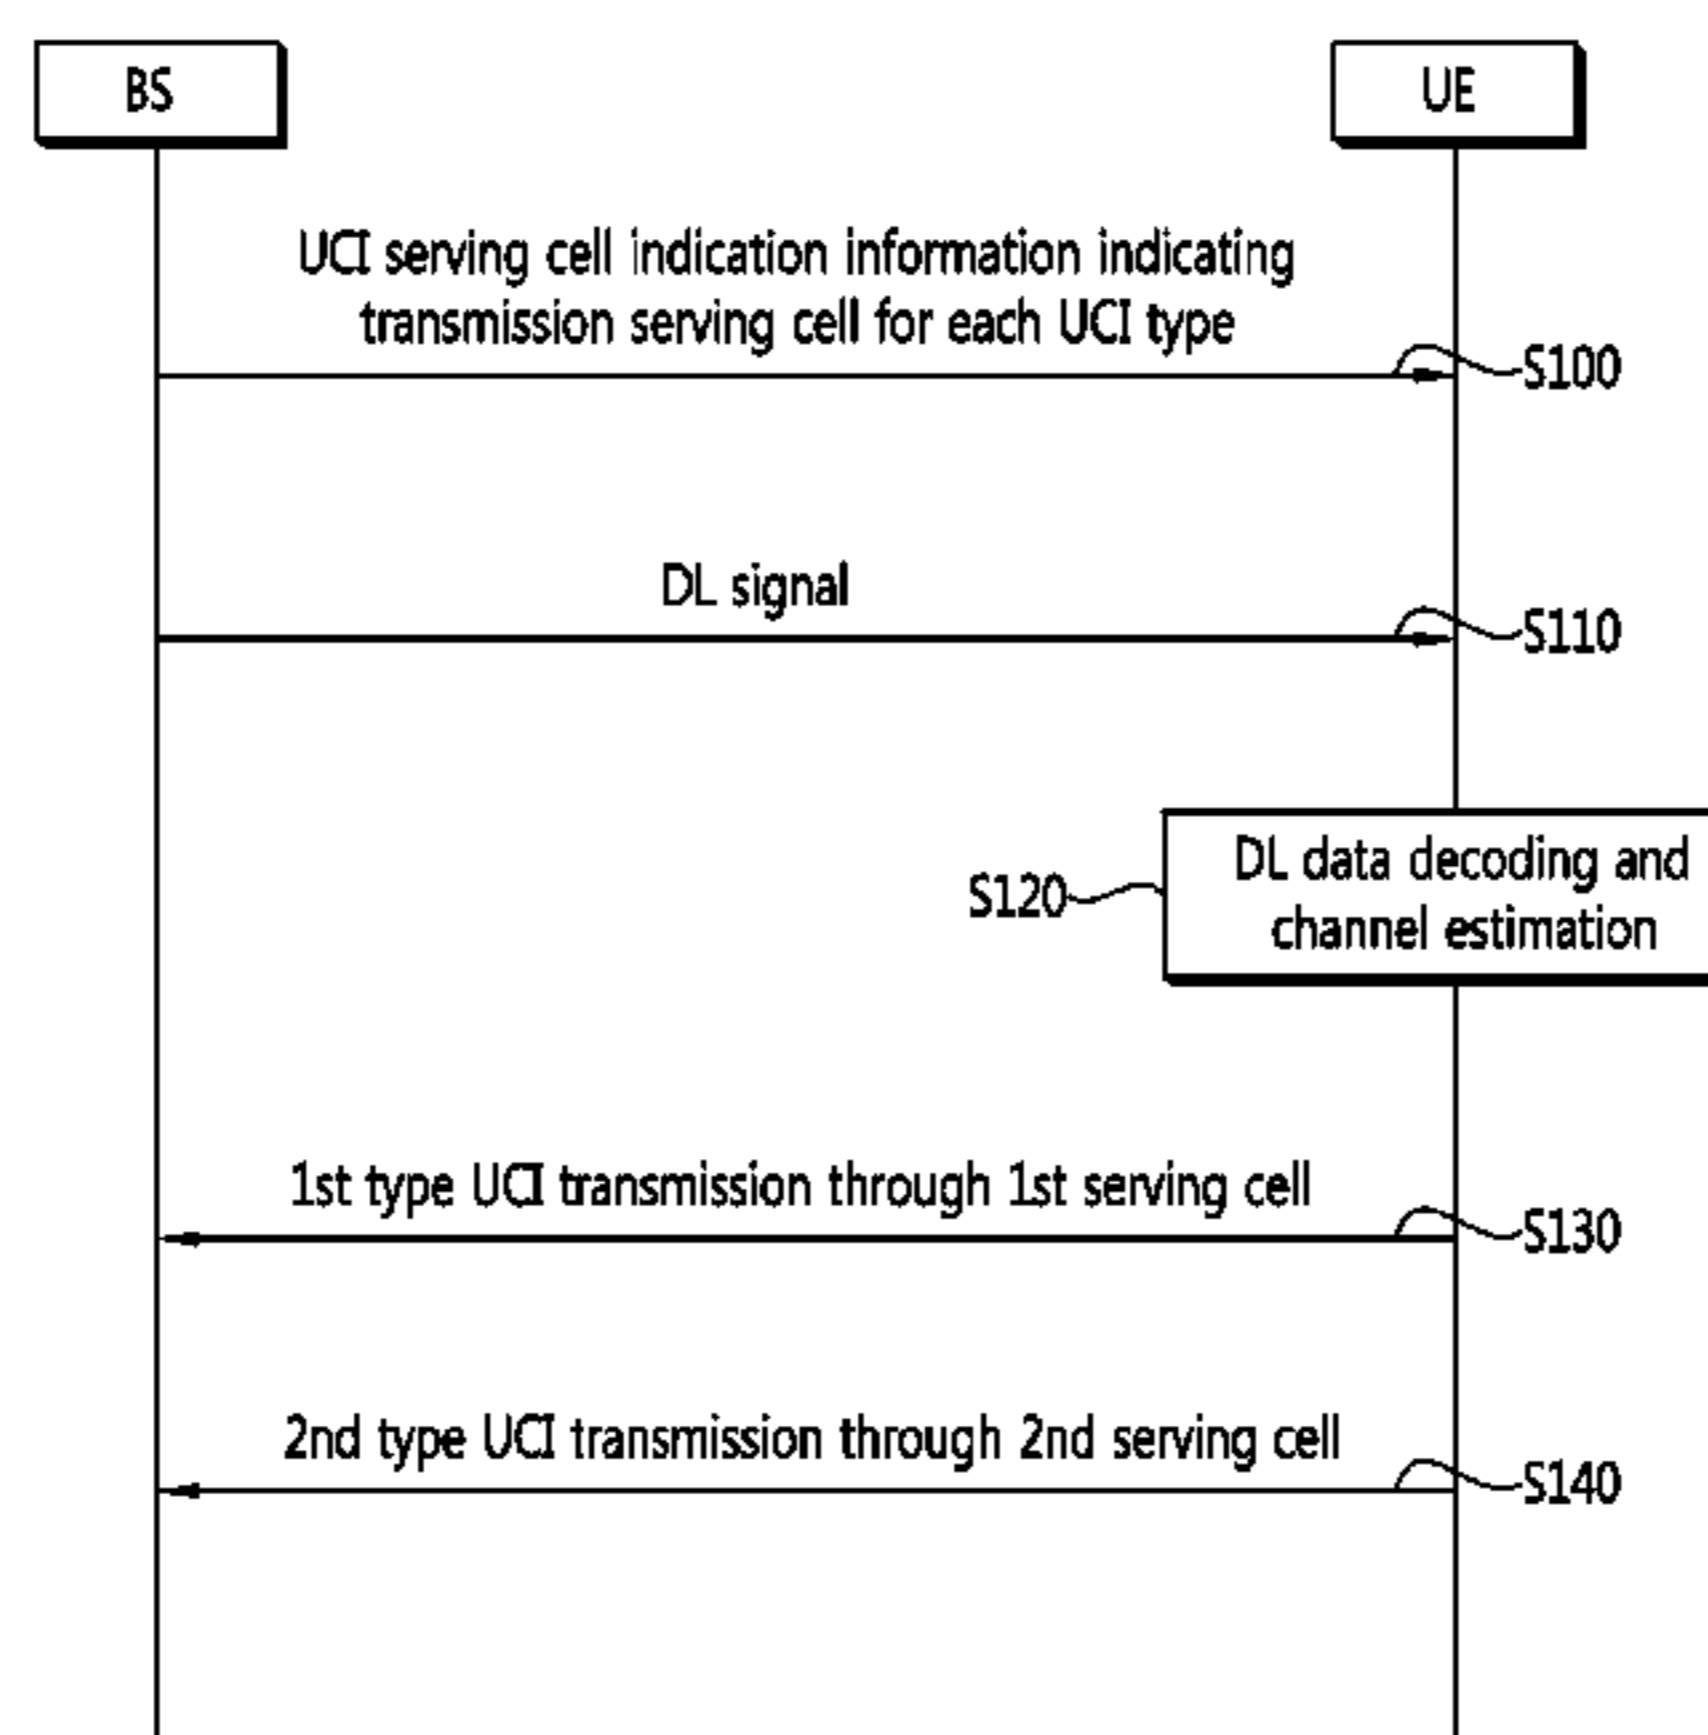 BS
UE
UCI serving cell indication information indicating
transmission serving cell for each UCI type
S100
DL signal
S110
DL data decoding and
channel estimation
S120
1st type UCI transmission through 1st serving cell
S130
2nd type UCI transmission through 2nd serving cell
S140